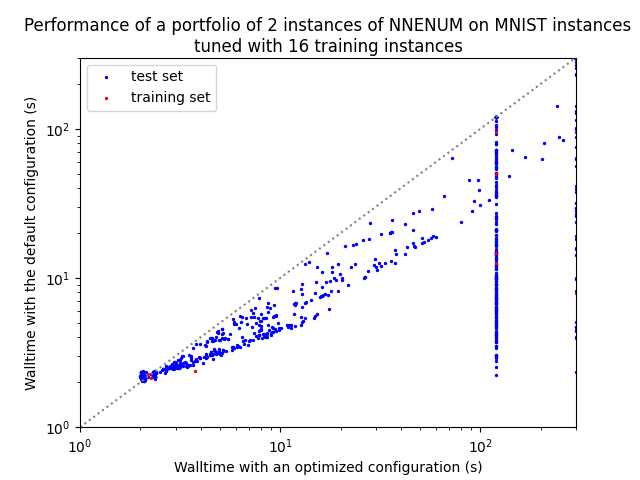 Performance of a portfolio of 2 instances of NNENUM on MNIST instances
tuned with 16 training instances
test set
training set
10²
10¹
10⁰
Walltime with the default configuration (s)
10⁰
10¹
10²
Walltime with an optimized configuration (s)